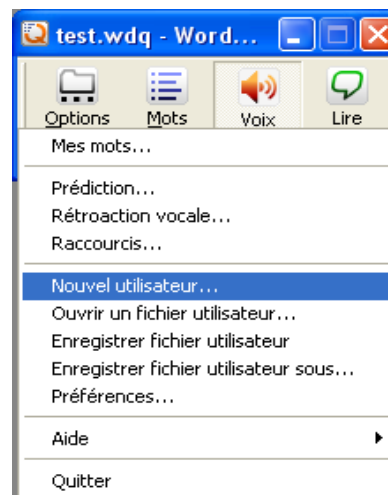 test.wdq - Wor...
Options Mots Voix Lire
Mes mots...
Prédiction...
Rétroaction vocale...
Raccourcis...
Nouvel utilisateur...
Ouvrir un fichier utilisateur...
Enregistrer fichier utilisateur
Enregistrer fichier utilisateur sous...
Préférences...
Aide
Quitter